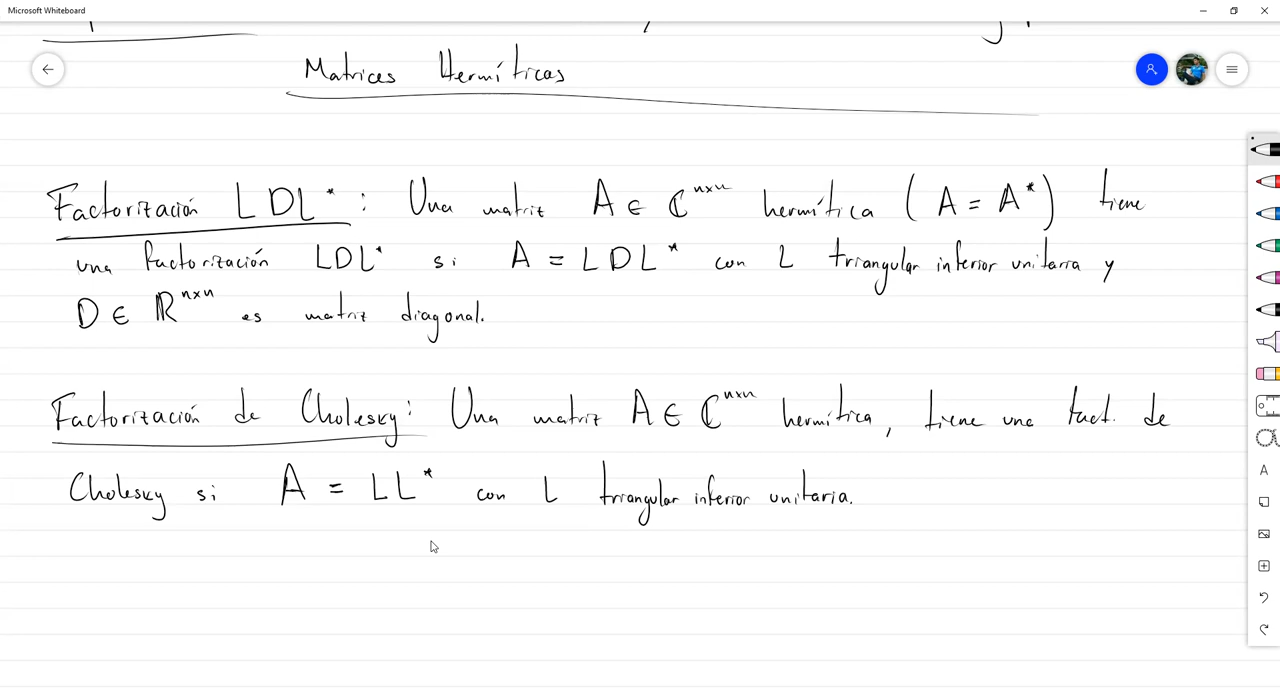 Microsoft Whiteboard
Matrices Hermíticas
Factorización LDL* : Una matriz A ∈ ℂⁿˣⁿ hermítica (A = A*) tiene
una factorización LDL* si A = LDL* con L triangular inferior unitaria y
D ∈ ℝⁿˣⁿ es matriz diagonal.
Factorización de Cholesky: Una matriz A ∈ ℂⁿˣⁿ hermítica, tiene una fact. de
Cholesky si A = LL* con L triangular inferior unitaria.
A